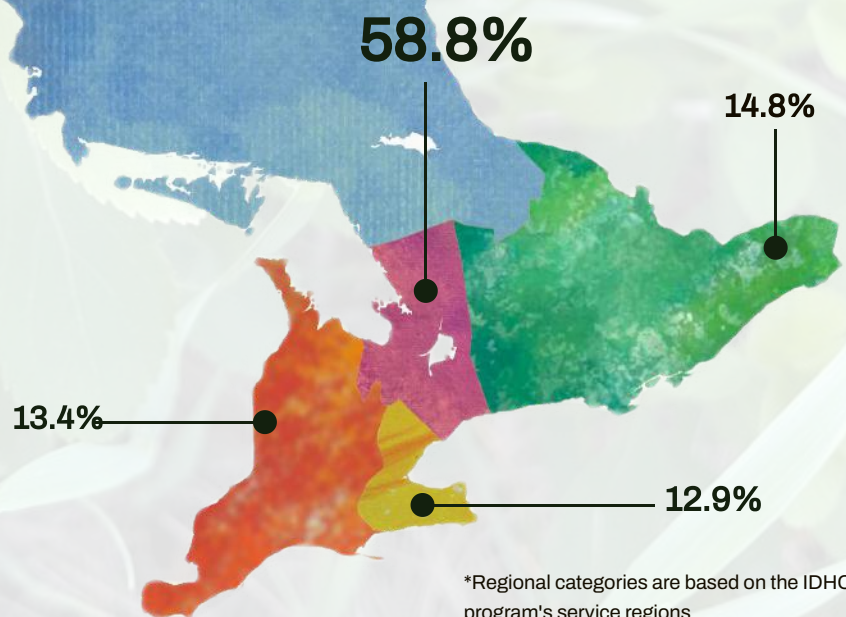 58.8%
14.8%
13.4%
12.9%
*Regional categories are based on the IDHC
program's service regions